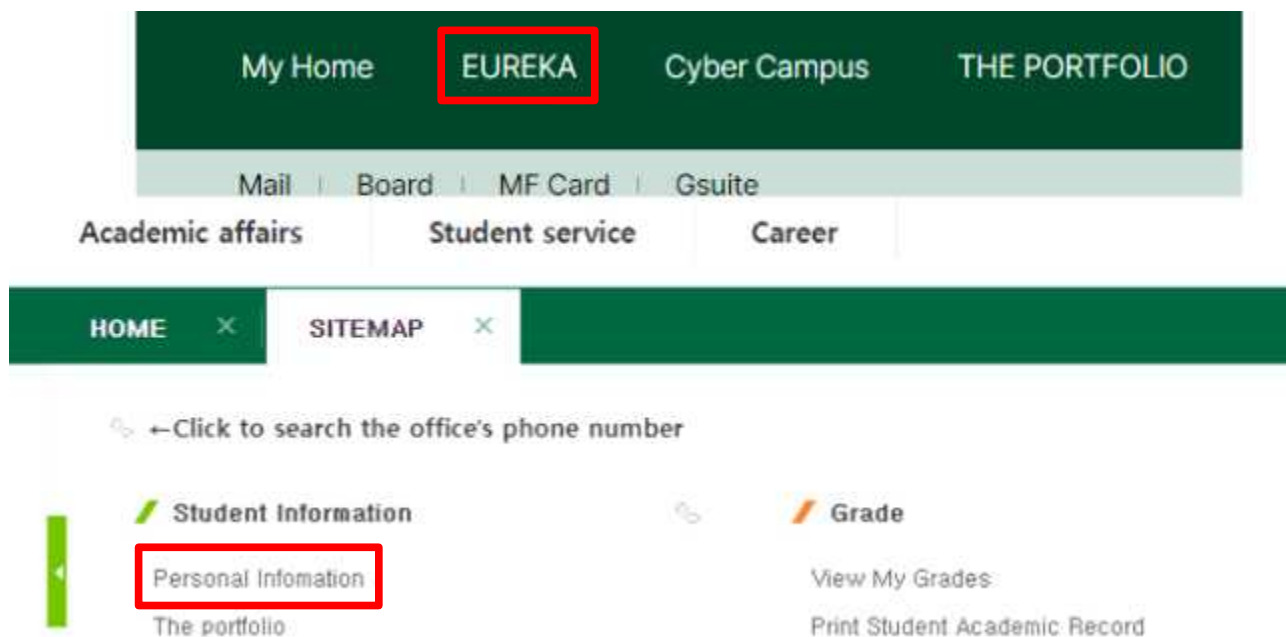 My Home EUREKA Cyber Campus THE PORTFOLIO
Mail Board MF Card Gsuite
Academic affairs Student service Career
HOME × SITEMAP ×
←Click to search the office's phone number
Student Information Grade
Personal Infomation View My Grades
The portfolio Print Student Academic Record